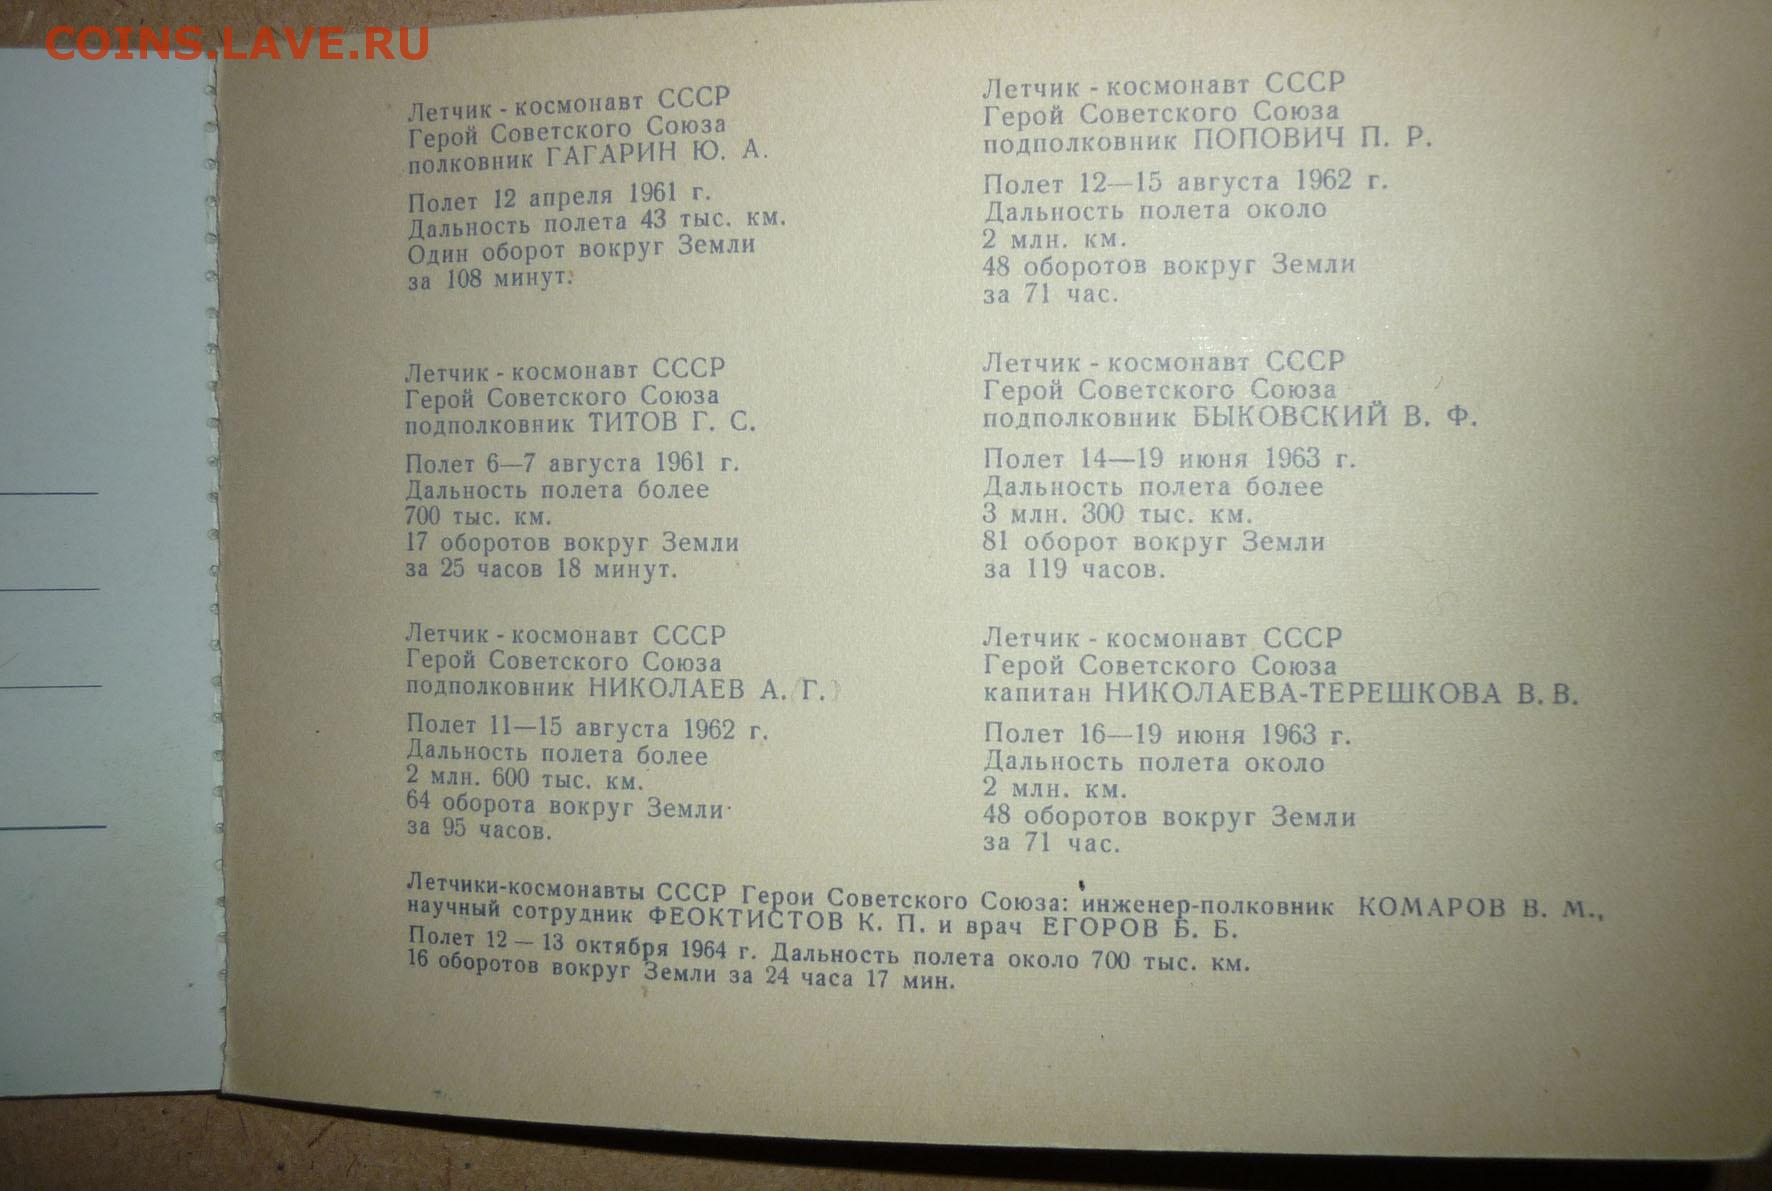 COINS.LAVE.RU
Летчик - космонавт СССР
Герой Советского Союза
полковник ГАГАРИН Ю. А.
Полет 12 апреля 1961 г.
Дальность полета 43 тыс. км.
Один оборот вокруг Земли
за 108 минут.
Летчик - космонавт СССР
Герой Советского Союза
подполковник ТИТОВ Г. С.
Полет 6—7 августа 1961 г.
Дальность полета более
700 тыс. км.
17 оборотов вокруг Земли
за 25 часов 18 минут.
Летчик - космонавт СССР
Герой Советского Союза
подполковник НИКОЛАЕВ А. Г.
Полет 11—15 августа 1962 г.
Дальность полета более
2 млн. 600 тыс. км.
64 оборота вокруг Земли
за 95 часов.
Летчик - космонавт СССР
Герой Советского Союза
подполковник ПОПОВИЧ П. Р.
Полет 12—15 августа 1962 г.
Дальность полета около
2 млн. км.
48 оборотов вокруг Земли
за 71 час.
Летчик - космонавт СССР
Герой Советского Союза
подполковник БЫКОВСКИЙ В. Ф.
Полет 14—19 июня 1963 г.
Дальность полета более
3 млн. 300 тыс. км.
81 оборот вокруг Земли
за 119 часов.
Летчик - космонавт СССР
Герой Советского Союза
капитан НИКОЛАЕВА-ТЕРЕШКОВА В. В.
Полет 16—19 июня 1963 г.
Дальность полета около
2 млн. км.
48 оборотов вокруг Земли
за 71 час.
Летчики-космонавты СССР Герои Советского Союза: инженер-полковник КОМАРОВ В. М.,
научный сотрудник ФЕОКТИСТОВ К. П. и врач ЕГОРОВ Б. Б.
Полет 12 — 13 октября 1964 г. Дальность полета около 700 тыс. км.
16 оборотов вокруг Земли за 24 часа 17 мин.